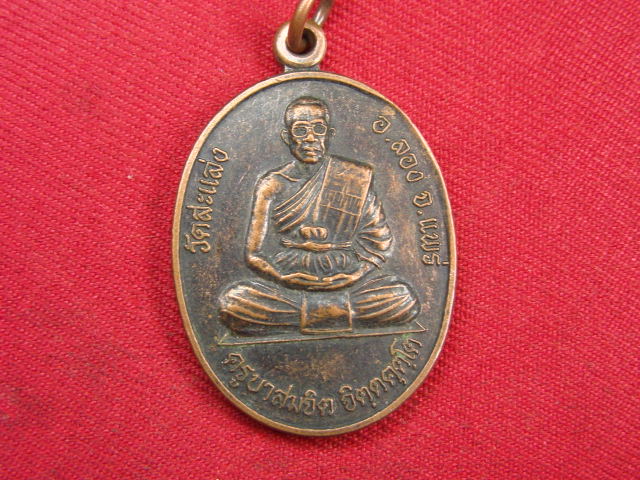 วัดสะแล่ง
อ.ลอง จ.แพร่
ครูบาสมจิต จิตฺตคุตฺโต